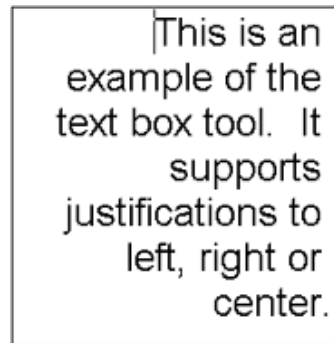 This is an
example of the
text box tool.  It
supports
justifications to
left, right or
center.